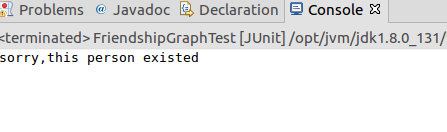 Problems @ Javadoc Declaration Console
<terminated> FriendshipGraphTest [JUnit] /opt/jvm/jdk1.8.0_131/
sorry,this person existed